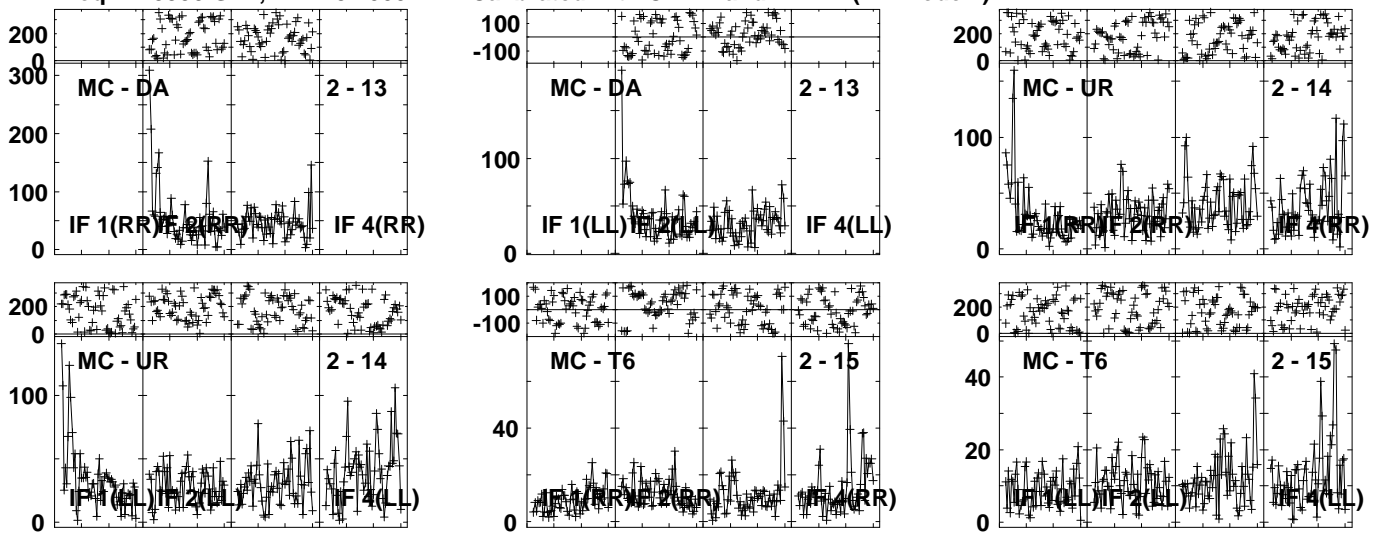 200
0
300
200
100
0
MC - DA
2 - 13
IF 1(RR)
IF 2(RR)
IF 4(RR)
100
-100
100
0
MC - DA
2 - 13
IF 1(LL)
IF 2(LL)
IF 4(LL)
200
0
100
0
MC - UR
2 - 14
IF 1(RR)
IF 2(RR)
IF 4(RR)
200
0
100
0
MC - UR
2 - 14
IF 1(LL)
IF 2(LL)
IF 4(LL)
100
-100
40
0
MC - T6
2 - 15
IF 1(RR)
IF 2(RR)
IF 4(RR)
200
0
40
20
0
MC - T6
2 - 15
IF 1(LL)
IF 2(LL)
IF 4(LL)